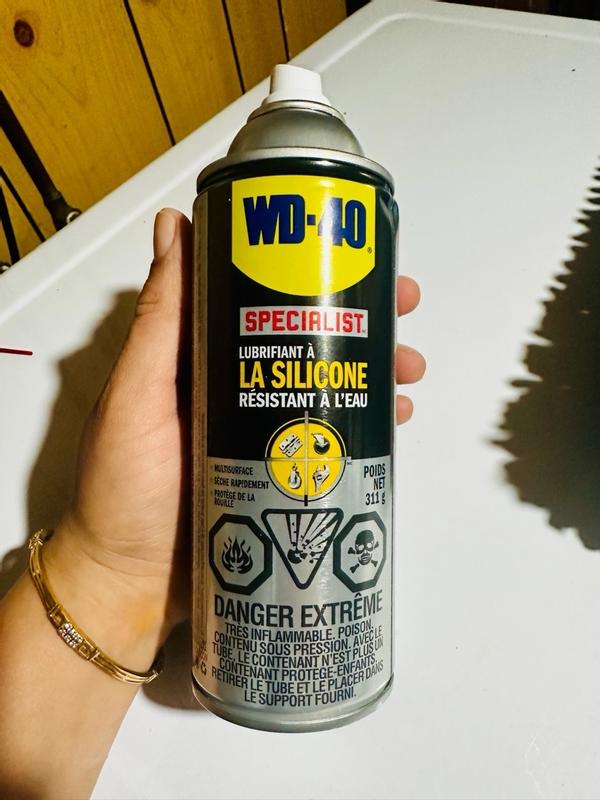 WD-40
SPECIALIST
LUBRIFIANT À
LA SILICONE
RÉSISTANT À L'EAU
MULTISURFACE
SÈCHE RAPIDEMENT
PROTÈGE DE LA
ROUILLE
POIDS
NET
311 g
DANGER EXTRÊME
TRÈS INFLAMMABLE. POISON.
CONTENU SOUS PRESSION. AVEC LE
TUBE, LE CONTENANT N'EST PLUS UN
CONTENANT PROTÈGE-ENFANTS.
RETIRER LE TUBE ET LE PLACER DANS
LE SUPPORT FOURNI.